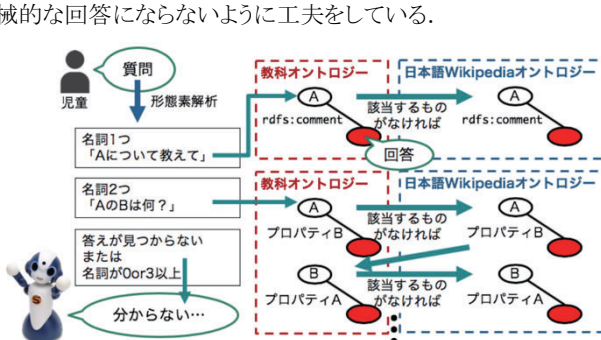 械的な回答にならないように工夫をしている.
質問
児童
形態素解析
名詞1つ
「Aについて教えて」
名詞2つ
「AのBは何？」
答えが見つからない
または
名詞が0or3以上
分からない…
S
教科オントロジー
日本語Wikipediaオントロジー
A
rdfs:comment
該当するもの
がなければ
A
rdfs:comment
回答
教科オントロジー
日本語Wikipediaオントロジー
A
プロパティB
該当するもの
がなければ
A
プロパティB
B
プロパティA
該当するもの
がなければ
B
プロパティA